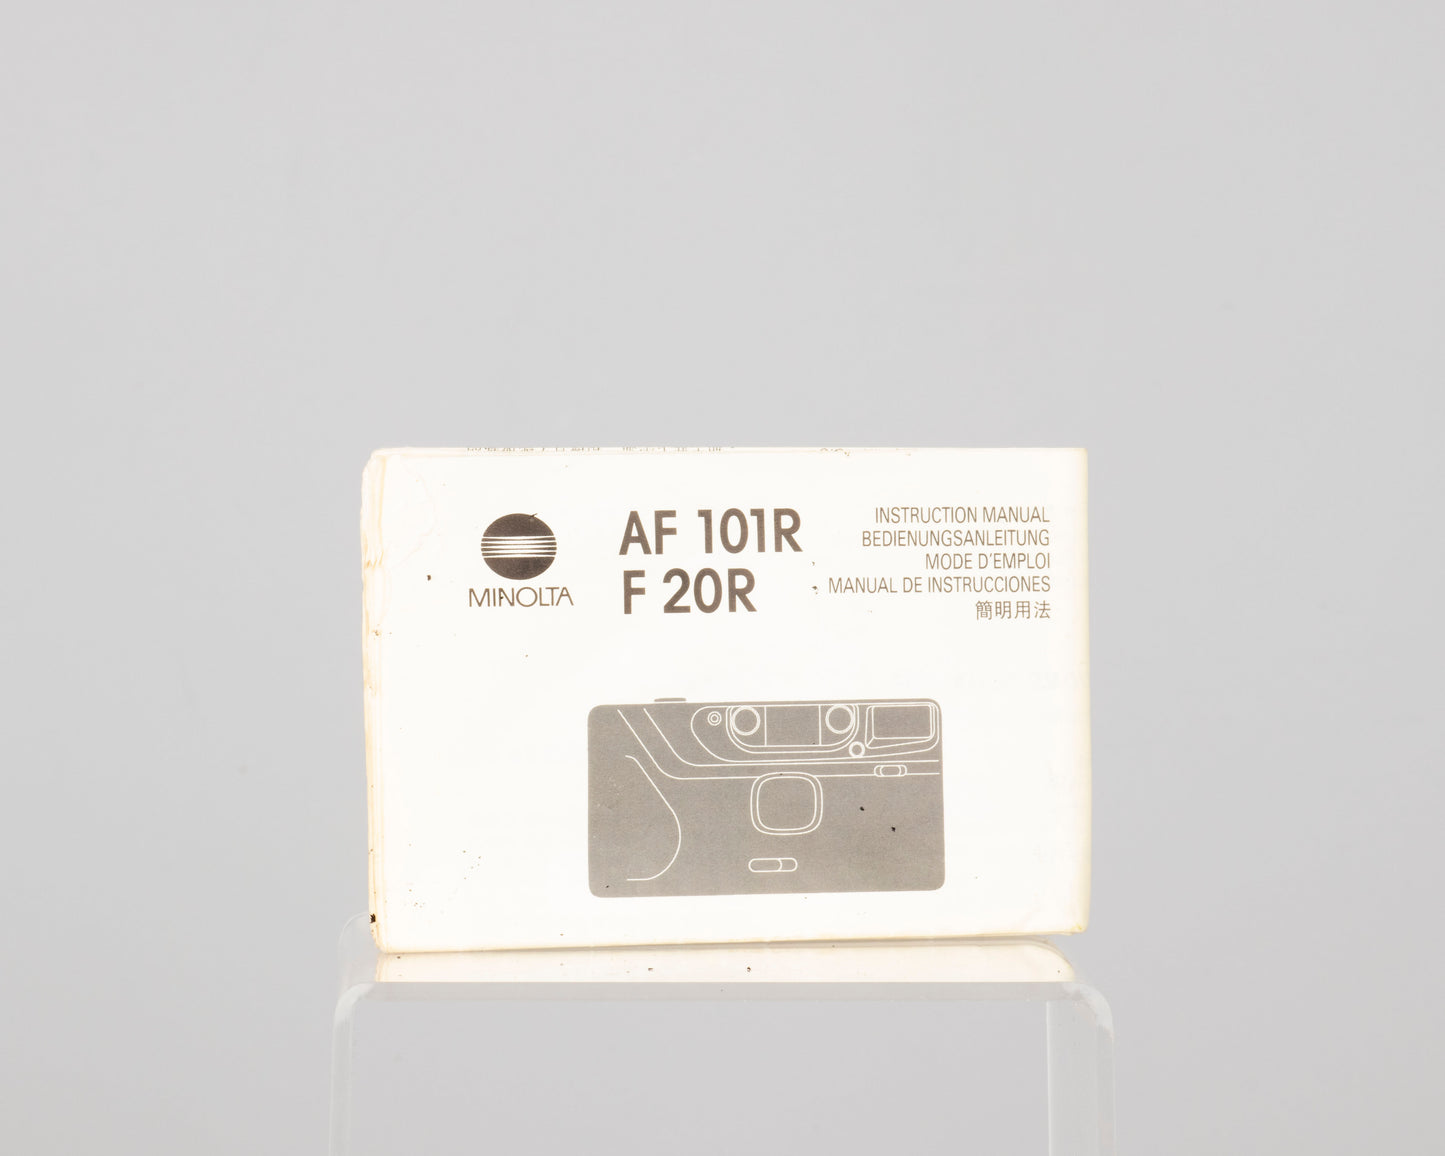 MINOLTA
AF 101R
F 20R
INSTRUCTION MANUAL
BEDIENUNGSANLEITUNG
MODE D'EMPLOI
MANUAL DE INSTRUCCIONES
簡明用法